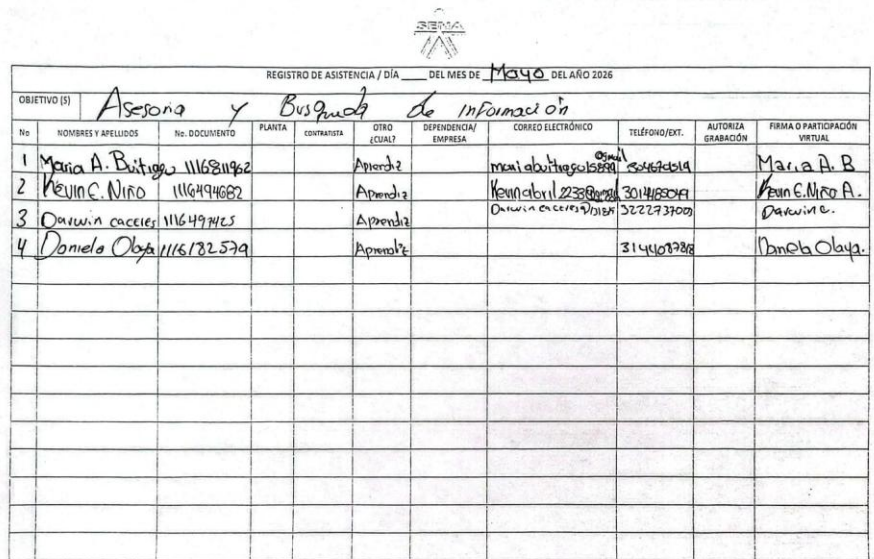 SENA
REGISTRO DE ASISTENCIA / DÍA ____ DEL MES DE Mayo DEL AÑO 2026
OBJETIVO (S) Asesoria y Busqueda de información
No NOMBRES Y APELLIDOS No. DOCUMENTO PLANTA CONTRATISTA OTRO ¿CUAL? DEPENDENCIA/ EMPRESA CORREO ELECTRÓNICO TELÉFONO/EXT. AUTORIZA GRABACIÓN FIRMA O PARTICIPACIÓN VIRTUAL
1 Maria A. Buitrago 1116811962 Aprendiz Maria A. B
2 Kevin E. Niño 1116494682 Aprendiz 3014185049 Kevin E. Niño A.
3 Darwin caceres 1116497425 Aprendiz 3222737009 Darwin c.
4 Daniela Olaya 1116182579 Aprendiz 3144087818 Daniela Olaya.